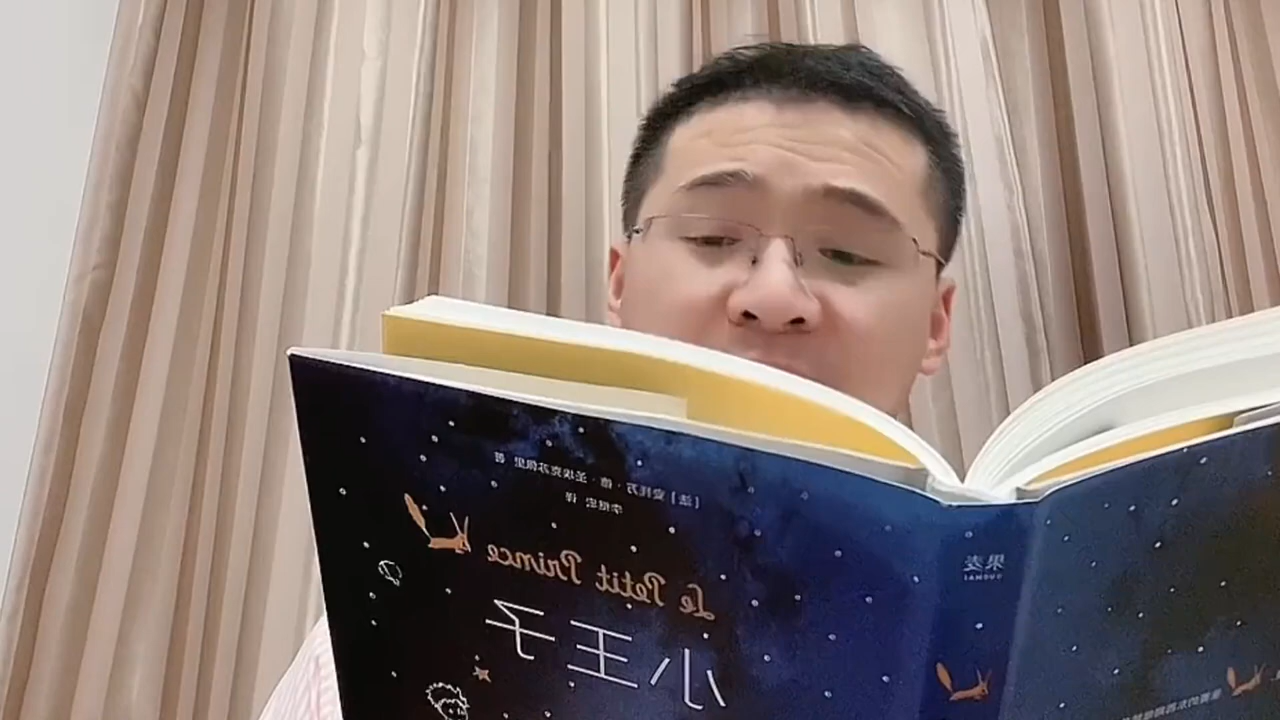 [法] 安托万·德·圣埃克苏佩里 著
李继宏 译
Le Petit Prince
小王子
果麦
GUOMAI